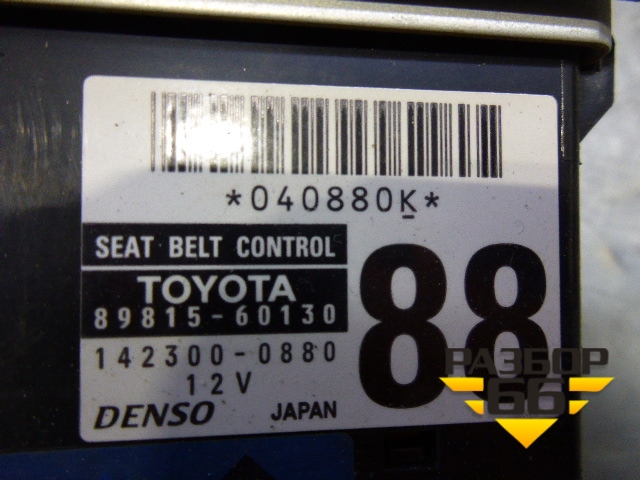 *040880K*
SEAT BELT CONTROL
TOYOTA
89815-60130
142300-0880
12V
DENSO JAPAN
88
РАЗБОР
66